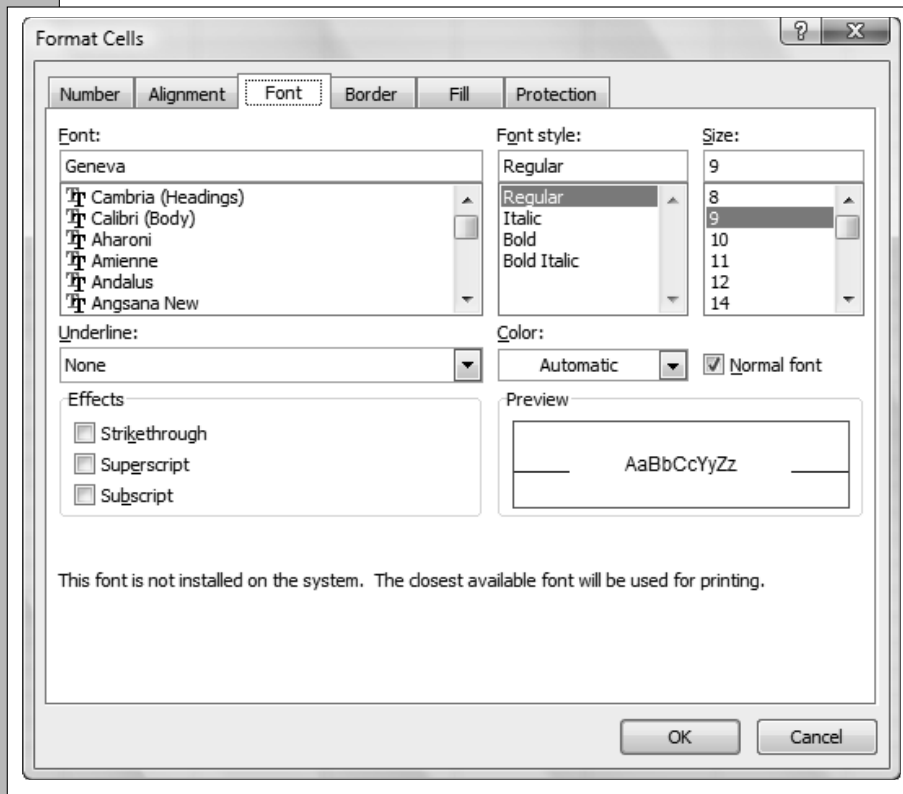 Format Cells
Number Alignment Font Border Fill Protection
Font: Font style: Size:
Geneva Regular 9
Cambria (Headings) Regular 8
Calibri (Body) Italic 9
Aharoni Bold 10
Amienne Bold Italic 11
Andalus 12
Angsana New 14
Underline: Color:
None Automatic Normal font
Effects Preview
Strikethrough
Superscript AaBbCcYyZz
Subscript
This font is not installed on the system. The closest available font will be used for printing.
OK Cancel